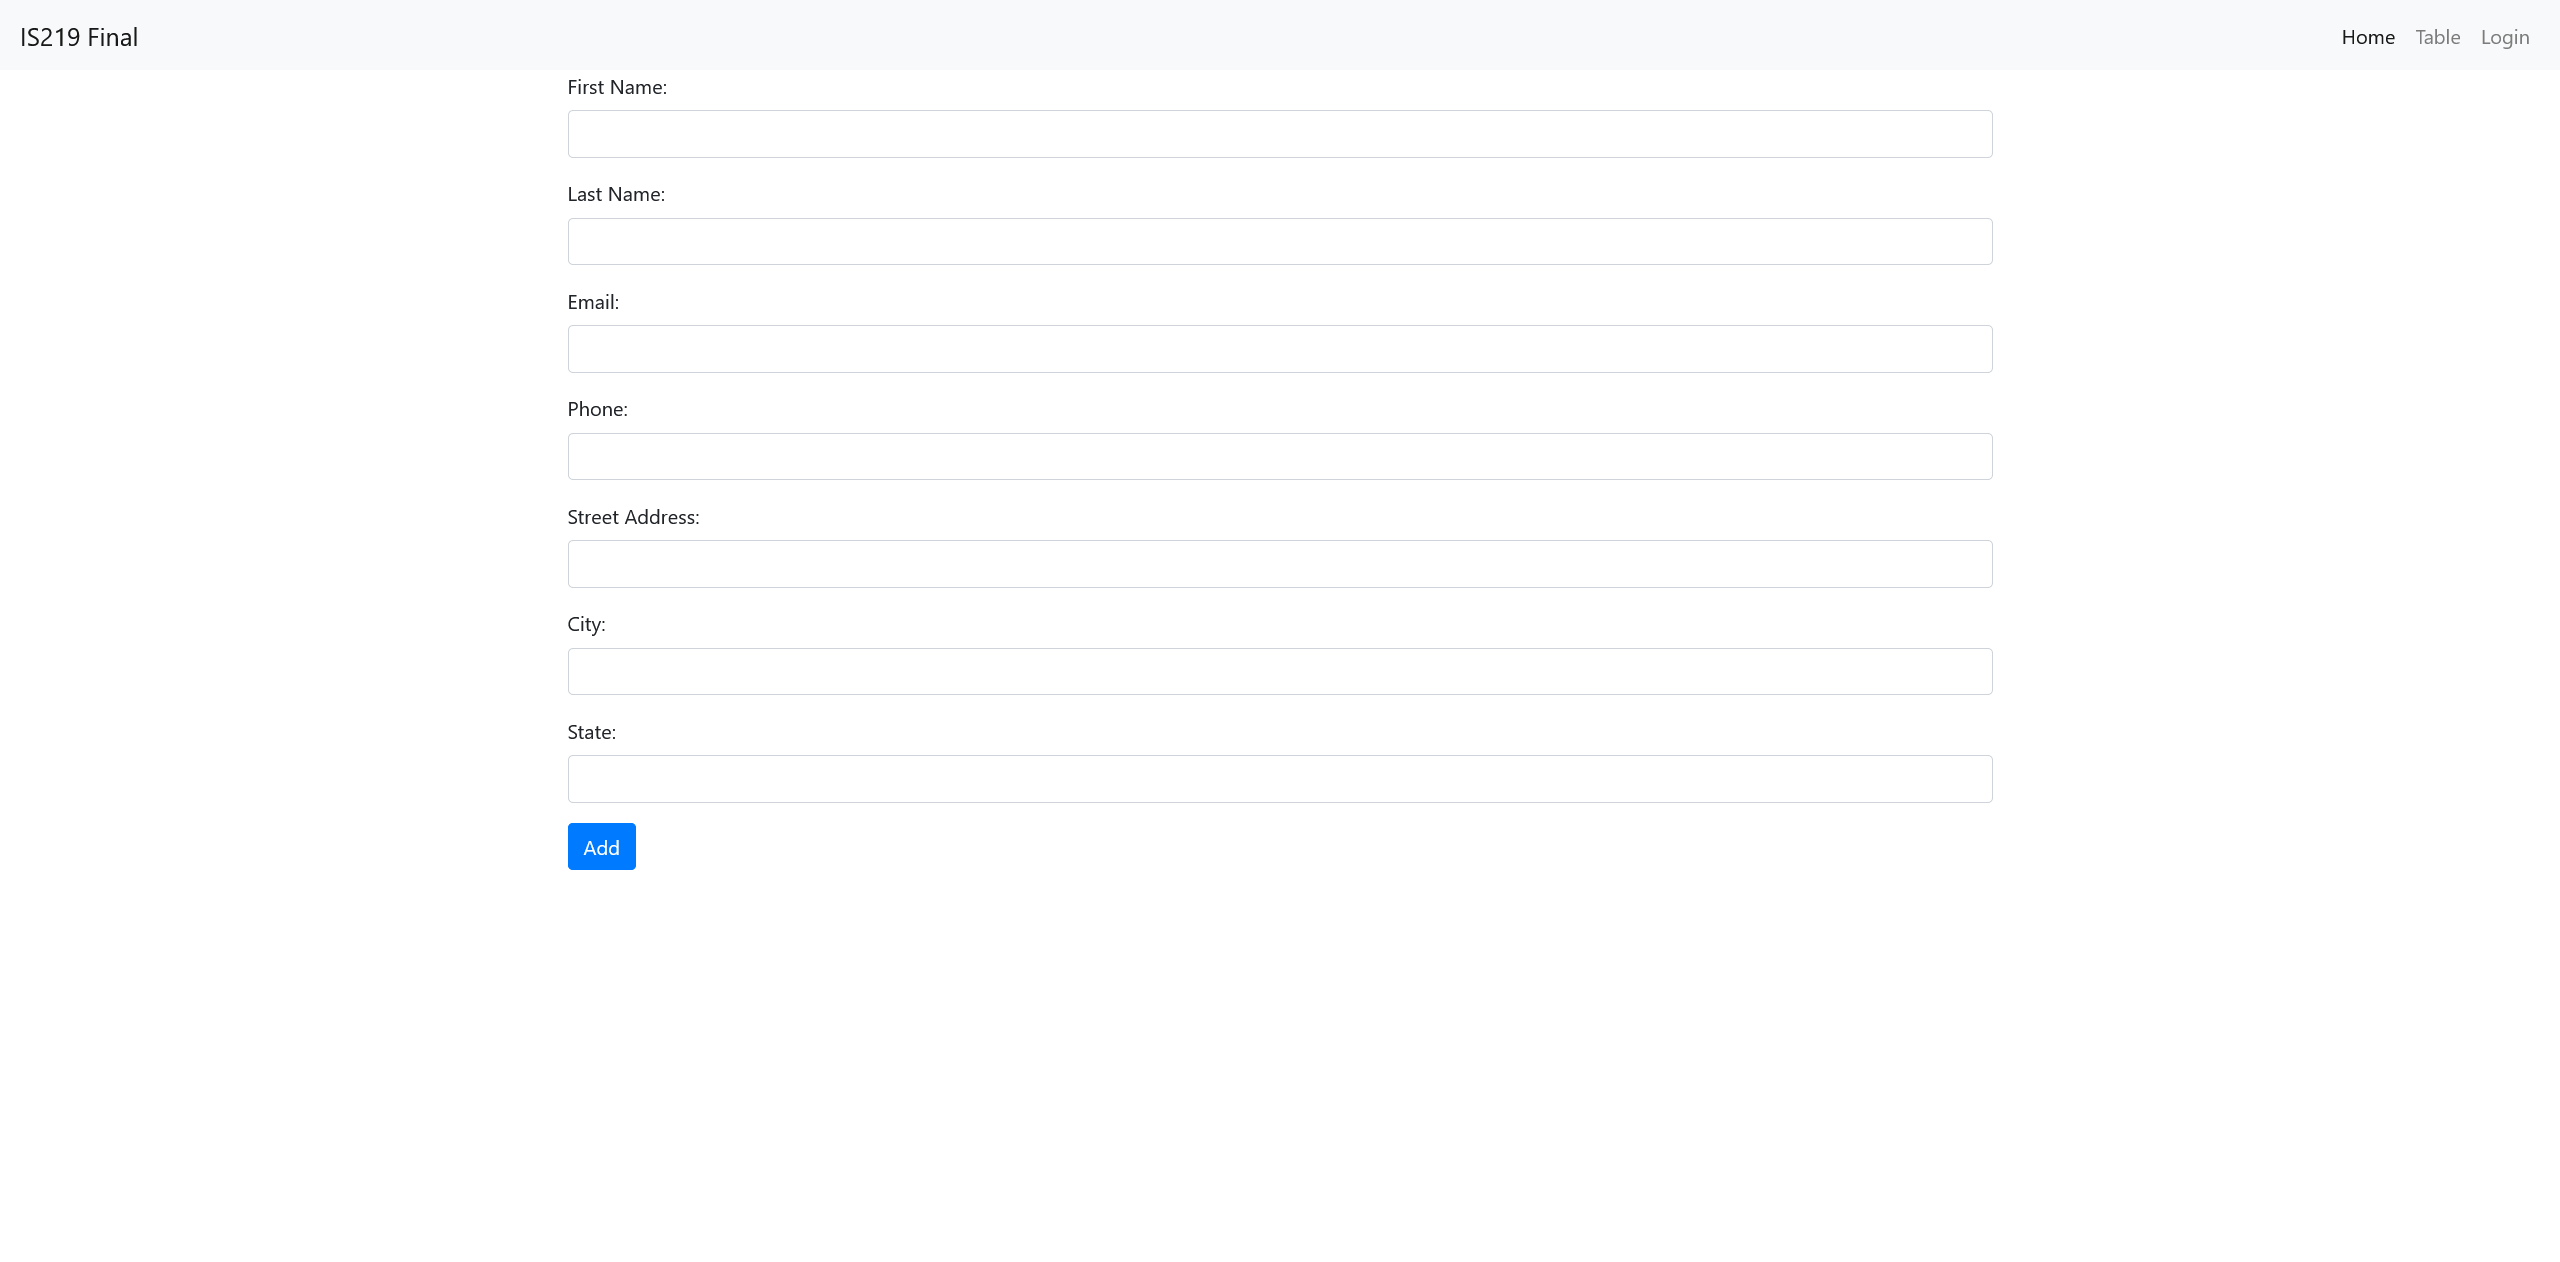 IS219 Final
Home Table Login
First Name:
Last Name:
Email:
Phone:
Street Address:
City:
State:
Add